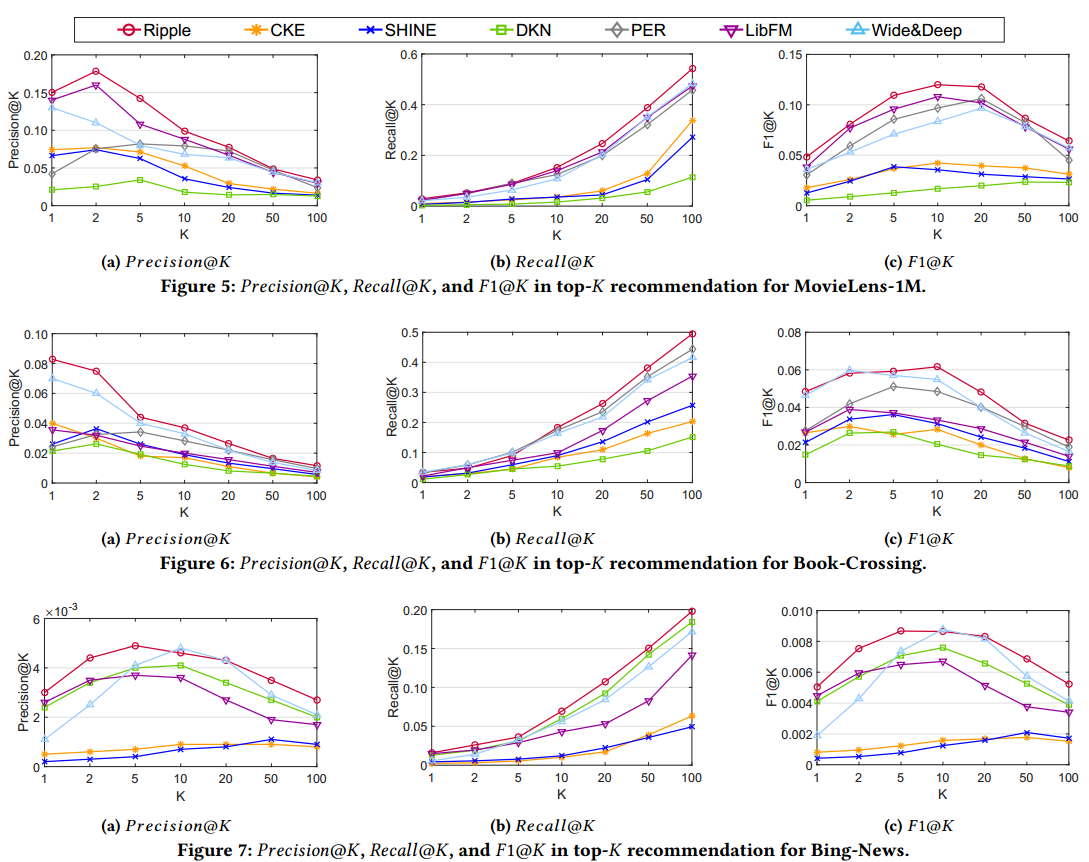 Ripple CKE SHINE DKN PER LibFM Wide&Deep
Precision@K
0.20
0.15
0.10
0.05
0
1 2 5 10 20 50 100
K
(a) Precision@K
Recall@K
0.6
0.4
0.2
0
1 2 5 10 20 50 100
K
(b) Recall@K
F1@K
0.15
0.10
0.05
0
1 2 5 10 20 50 100
K
(c) F1@K
Figure 5: Precision@K, Recall@K, and F1@K in top-K recommendation for MovieLens-1M.
Precision@K
0.10
0.08
0.06
0.04
0.02
0
1 2 5 10 20 50 100
K
(a) Precision@K
Recall@K
0.5
0.4
0.3
0.2
0.1
0
1 2 5 10 20 50 100
K
(b) Recall@K
F1@K
0.08
0.06
0.04
0.02
0
1 2 5 10 20 50 100
K
(c) F1@K
Figure 6: Precision@K, Recall@K, and F1@K in top-K recommendation for Book-Crossing.
Precision@K
×10⁻³
6
4
2
0
1 2 5 10 20 50 100
K
(a) Precision@K
Recall@K
0.20
0.15
0.10
0.05
0
1 2 5 10 20 50 100
K
(b) Recall@K
F1@K
0.010
0.008
0.006
0.004
0.002
0
1 2 5 10 20 50 100
K
(c) F1@K
Figure 7: Precision@K, Recall@K, and F1@K in top-K recommendation for Bing-News.